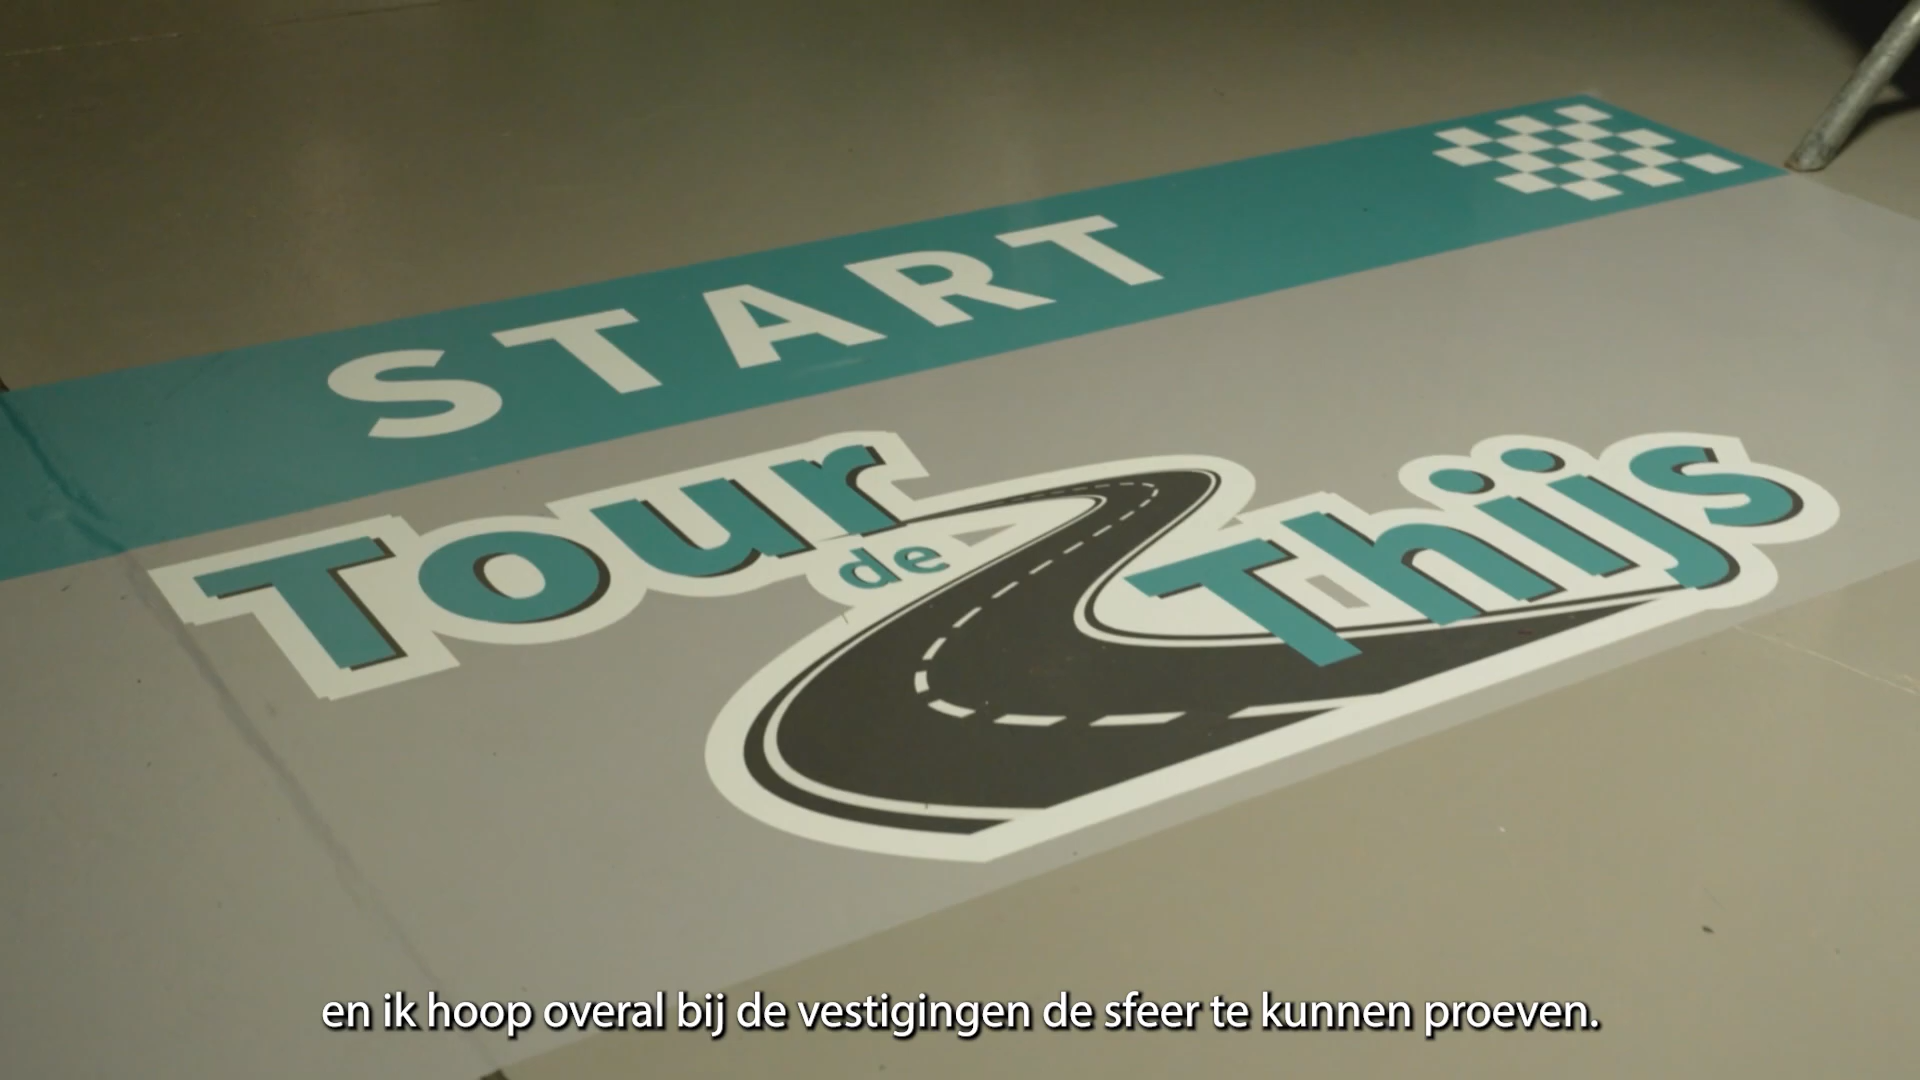 START
Tour
de
Thijs
en ik hoop overal bij de vestigingen de sfeer te kunnen proeven.